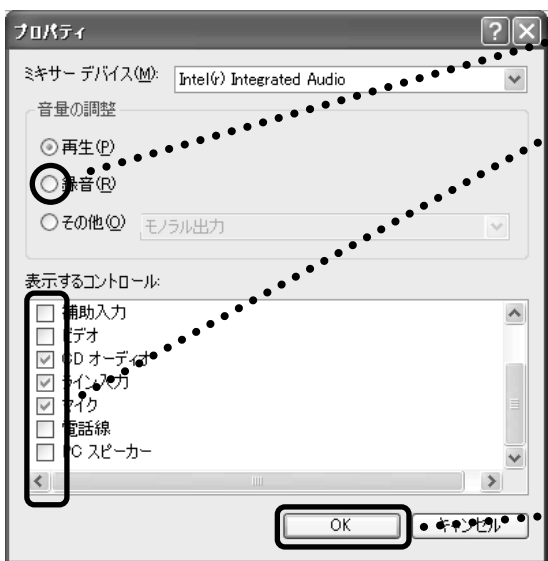 プロパティ
ミキサー デバイス(M): Intel(r) Integrated Audio
音量の調整
再生(P)
録音(R)
その他(O) モノラル出力
表示するコントロール:
補助入力
ビデオ
CD オーディオ
ライン入力
マイク
電話線
PC スピーカー
OK キャンセル